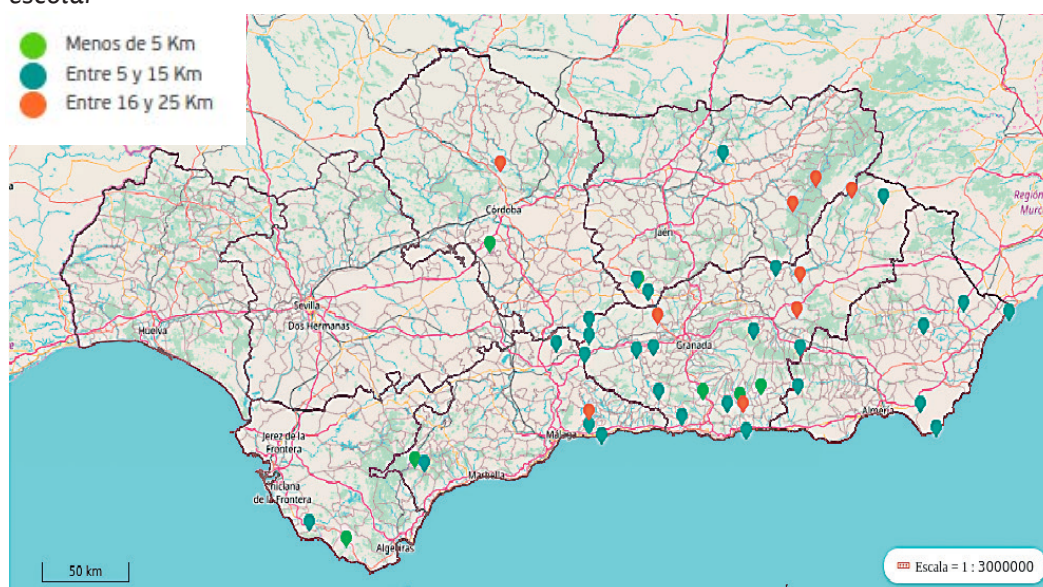 escolar
Menos de 5 Km
Entre 5 y 15 Km
Entre 16 y 25 Km
Córdoba
Región
Murc
Jaén
Sevilla
Dos Hermanas
Huelva
Granada
Almería
Málaga
Jerez de la
Frontera
Marbella
Chiclana
de la Frontera
Algeciras
50 km
Escala = 1 : 3000000